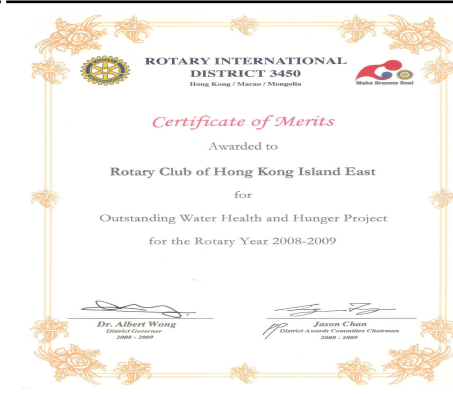 ROTARY INTERNATIONAL
DISTRICT 3450
Hong Kong / Macao / Mongolia
Make Dreams Real
Certificate of Merits
Awarded to
Rotary Club of Hong Kong Island East
for
Outstanding Water Health and Hunger Project
for the Rotary Year 2008-2009
Dr. Albert Wong
District Governor
2008 - 2009
pp Jason Chan
District Awards Committee Chairman
2008 - 2009